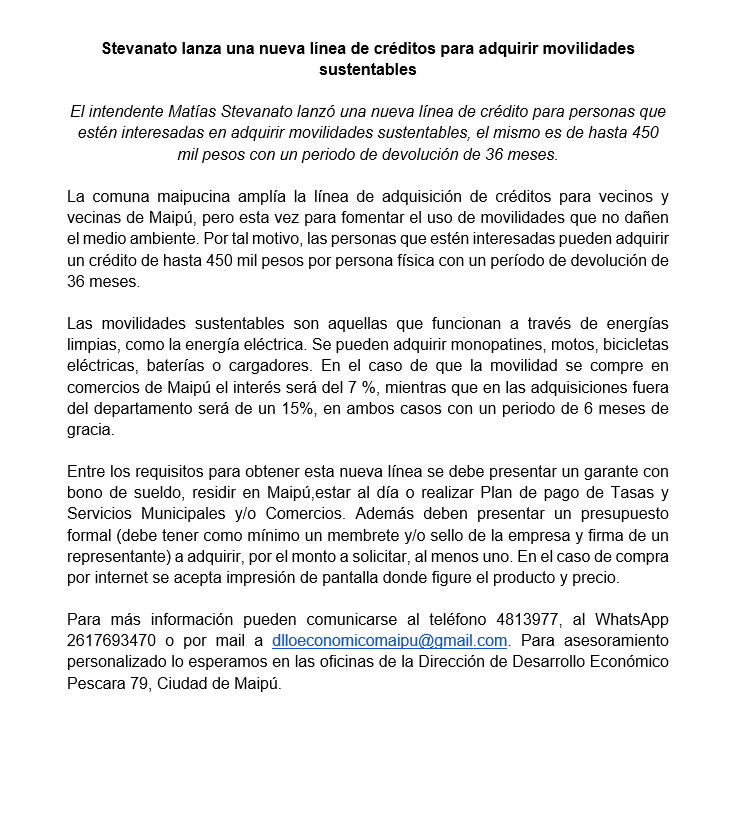 Stevanato lanza una nueva línea de créditos para adquirir movilidades
sustentables
El intendente Matías Stevanato lanzó una nueva línea de crédito para personas que
estén interesadas en adquirir movilidades sustentables, el mismo es de hasta 450
mil pesos con un periodo de devolución de 36 meses.
La comuna maipucina amplía la línea de adquisición de créditos para vecinos y
vecinas de Maipú, pero esta vez para fomentar el uso de movilidades que no dañen
el medio ambiente. Por tal motivo, las personas que estén interesadas pueden adquirir
un crédito de hasta 450 mil pesos por persona física con un período de devolución de
36 meses.
Las movilidades sustentables son aquellas que funcionan a través de energías
limpias, como la energía eléctrica. Se pueden adquirir monopatines, motos, bicicletas
eléctricas, baterías o cargadores. En el caso de que la movilidad se compre en
comercios de Maipú el interés será del 7 %, mientras que en las adquisiciones fuera
del departamento será de un 15%, en ambos casos con un periodo de 6 meses de
gracia.
Entre los requisitos para obtener esta nueva línea se debe presentar un garante con
bono de sueldo, residir en Maipú,estar al día o realizar Plan de pago de Tasas y
Servicios Municipales y/o Comercios. Además deben presentar un presupuesto
formal (debe tener como mínimo un membrete y/o sello de la empresa y firma de un
representante) a adquirir, por el monto a solicitar, al menos uno. En el caso de compra
por internet se acepta impresión de pantalla donde figure el producto y precio.
Para más información pueden comunicarse al teléfono 4813977, al WhatsApp
2617693470 o por mail a dlloeconomicomaipu@gmail.com. Para asesoramiento
personalizado lo esperamos en las oficinas de la Dirección de Desarrollo Económico
Pescara 79, Ciudad de Maipú.